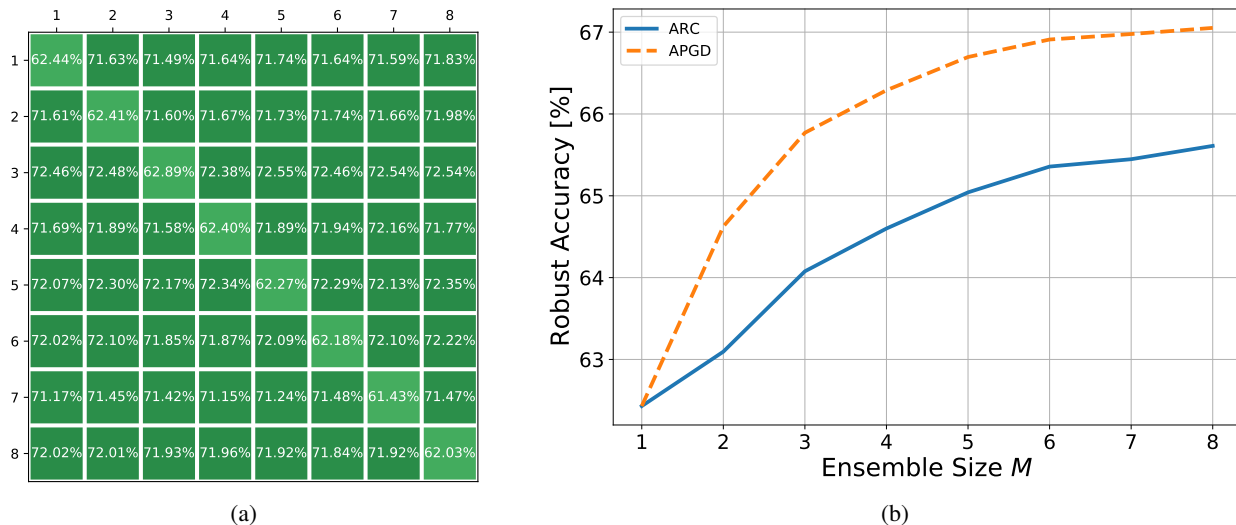 1 2 3 4 5 6 7 8
1 62.44% 71.63% 71.49% 71.64% 71.74% 71.64% 71.59% 71.83%
2 71.61% 62.41% 71.60% 71.67% 71.73% 71.74% 71.66% 71.98%
3 72.46% 72.48% 62.89% 72.38% 72.55% 72.46% 72.54% 72.54%
4 71.69% 71.89% 71.58% 62.40% 71.89% 71.94% 72.16% 71.77%
5 72.07% 72.30% 72.17% 72.34% 62.27% 72.29% 72.13% 72.35%
6 72.02% 72.10% 71.85% 71.87% 72.09% 62.18% 72.10% 72.22%
7 71.17% 71.45% 71.42% 71.15% 71.24% 71.48% 61.43% 71.47%
8 72.02% 72.01% 71.93% 71.96% 71.92% 71.84% 71.92% 62.03%
(a)
ARC
APGD
Robust Accuracy [%]
67
66
65
64
63
1 2 3 4 5 6 7 8
Ensemble Size M
(b)